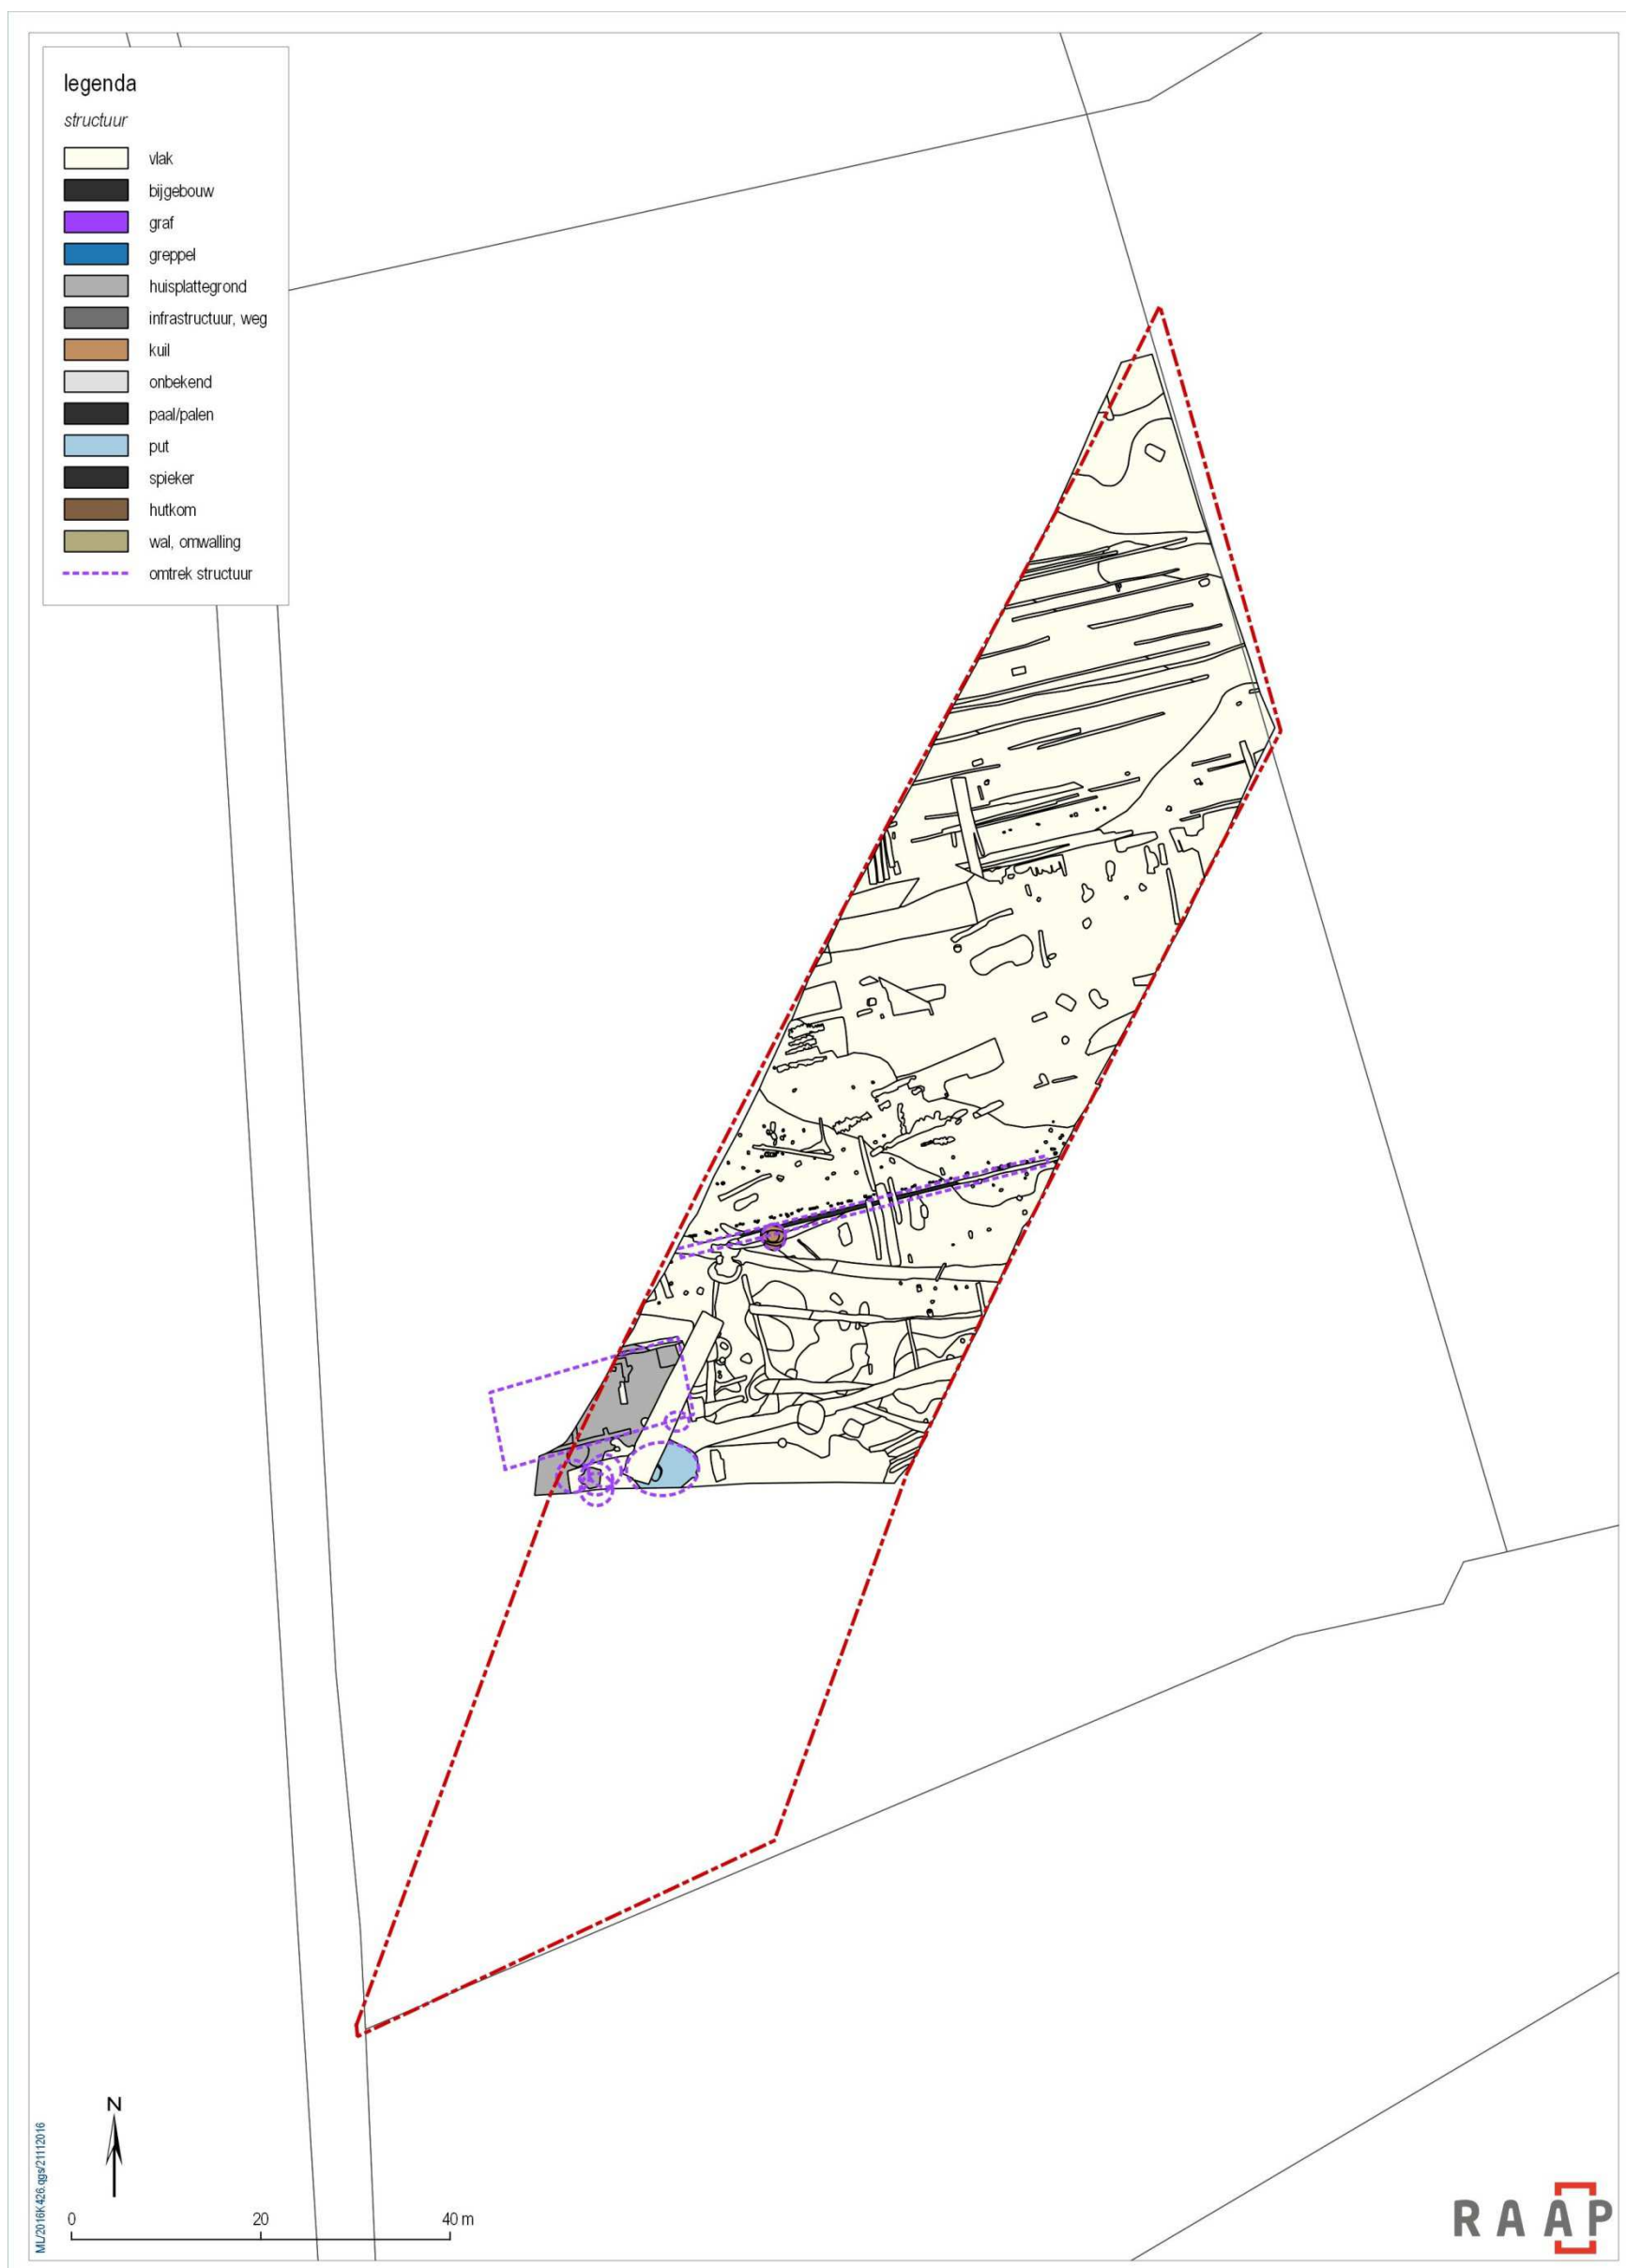 legenda
structuur
vlak
bijgebouw
graf
greppel
huisplattegrond
infrastructuur, weg
kuil
onbekend
paal/palen
put
spieker
hutkom
wal, omwalling
omtrek structuur
N
0 20 40 m
ML/2016K426.qgs/21112016
RAAP